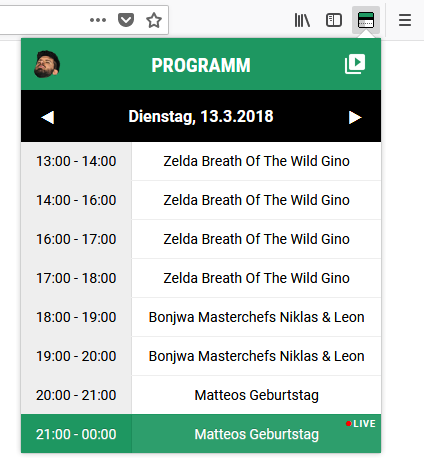 PROGRAMM
Dienstag, 13.3.2018
13:00 - 14:00 Zelda Breath Of The Wild Gino
14:00 - 16:00 Zelda Breath Of The Wild Gino
16:00 - 17:00 Zelda Breath Of The Wild Gino
17:00 - 18:00 Zelda Breath Of The Wild Gino
18:00 - 19:00 Bonjwa Masterchefs Niklas & Leon
19:00 - 20:00 Bonjwa Masterchefs Niklas & Leon
20:00 - 21:00 Matteos Geburtstag
LIVE
21:00 - 00:00 Matteos Geburtstag